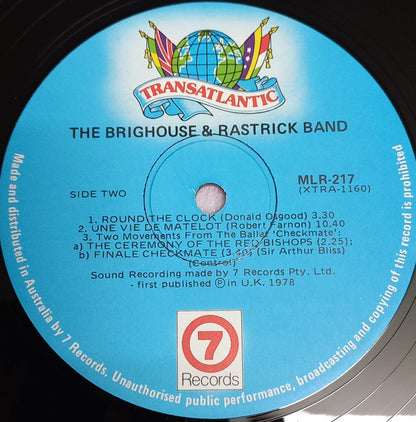 TRANSATLANTIC
THE BRIGHOUSE & RASTRICK BAND
SIDE TWO
MLR-217
(XTRA-1160)
1. ROUND THE CLOCK (Donald Osgood) 3.30
2. UNE VIE DE MATELOT (Robert Farnon) 10.40
3. Two Movements From The Ballet 'Checkmate':
a) THE CEREMONY OF THE RED BISHOPS (2.25);
b) FINALE CHECKMATE (3.40) (Sir Arthur Bliss)
(Control)
Sound Recording made by 7 Records Pty. Ltd.
- first published Ⓟ in U.K. 1978
7
Records
Made and distributed in Australia by 7 Records. Unauthorised public performance, broadcasting and copying of this record is prohibited